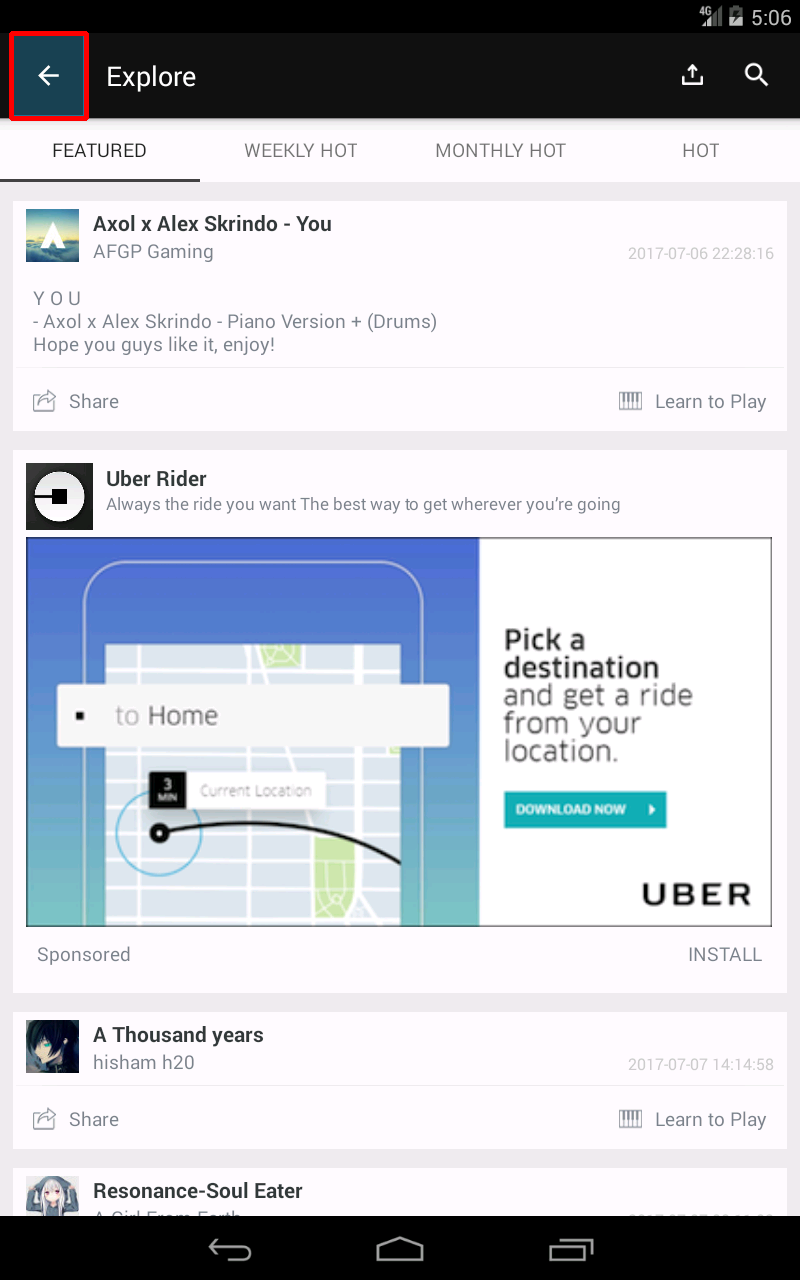 4G 5:06
Explore
FEATURED WEEKLY HOT MONTHLY HOT HOT
Axol x Alex Skrindo - You
AFGP Gaming
2017-07-06 22:28:16
Y O U
- Axol x Alex Skrindo - Piano Version + (Drums)
Hope you guys like it, enjoy!
Share Learn to Play
Uber Rider
Always the ride you want The best way to get wherever you’re going
to Home
3
MIN
Current Location
Pick a
destination
and get a ride
from your
location.
DOWNLOAD NOW
UBER
Sponsored INSTALL
A Thousand years
hisham h20
2017-07-07 14:14:58
Share Learn to Play
Resonance-Soul Eater
A Girl From Earth